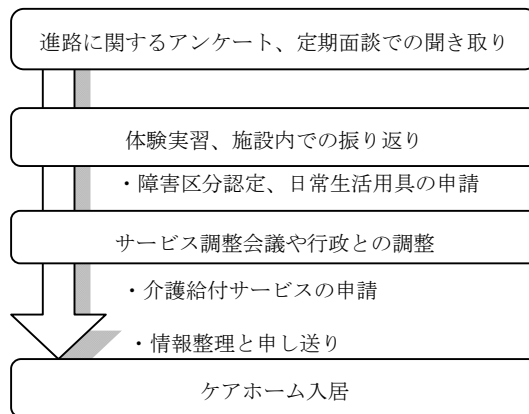 進路に関するアンケート、定期面談での聞き取り
体験実習、施設内での振り返り
・障害区分認定、日常生活用具の申請
サービス調整会議や行政との調整
・介護給付サービスの申請
・情報整理と申し送り
ケアホーム入居